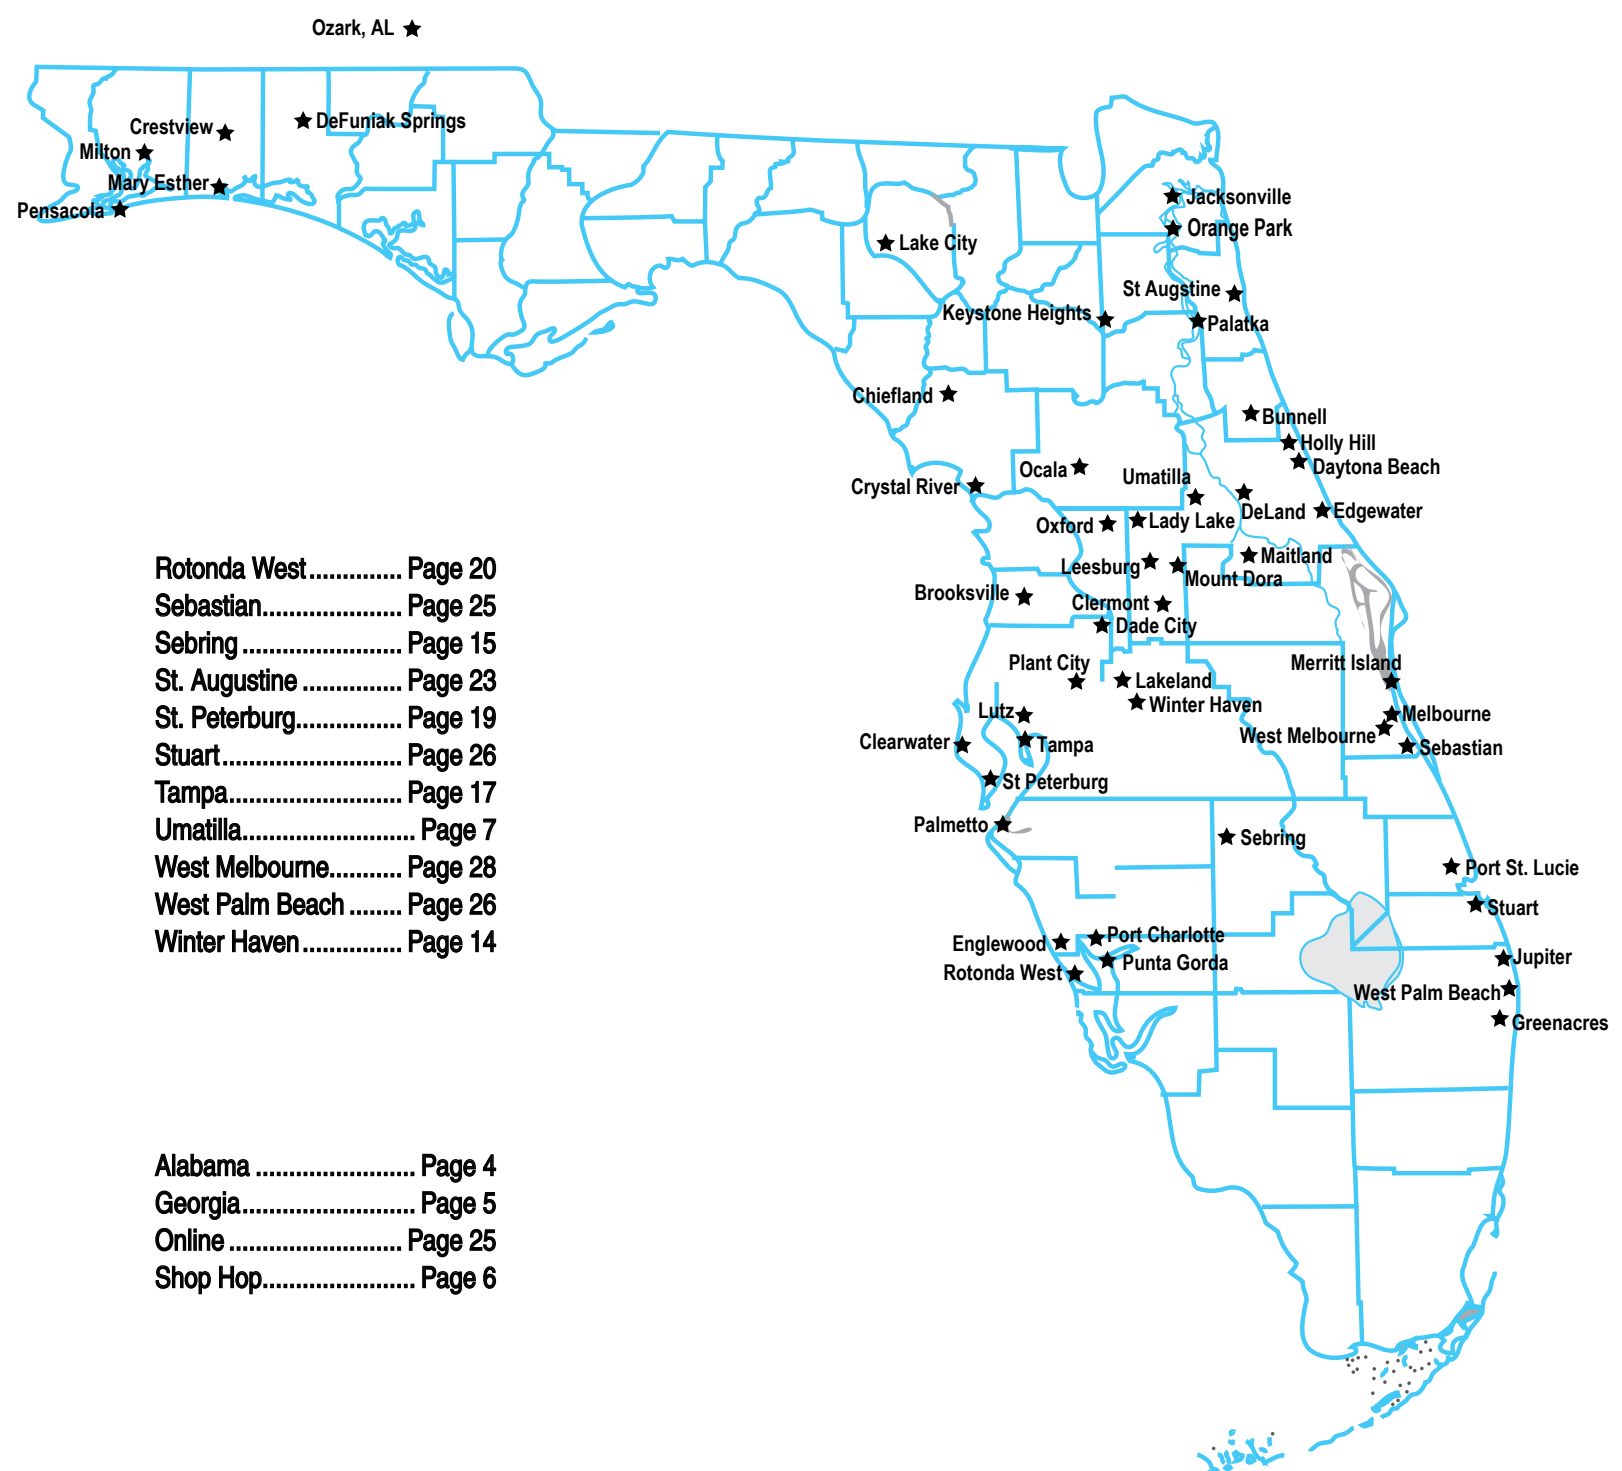 Ozark, AL
Crestview
DeFuniak Springs
Milton
Mary Esther
Pensacola
Jacksonville
Orange Park
Lake City
St Augstine
Keystone Heights
Palatka
Chiefland
Bunnell
Holly Hill
Daytona Beach
Ocala
Umatilla
Crystal River
DeLand
Edgewater
Oxford
Lady Lake
Maitland
Leesburg
Mount Dora
Brooksville
Clermont
Dade City
Plant City
Merritt Island
Lakeland
Winter Haven
Lutz
Melbourne
West Melbourne
Clearwater
Tampa
Sebastian
St Peterburg
Palmetto
Sebring
Port St. Lucie
Stuart
Englewood
Port Charlotte
Jupiter
Rotonda West
Punta Gorda
West Palm Beach
Greenacres
Rotonda West.............. Page 20
Sebastian..................... Page 25
Sebring ........................ Page 15
St. Augustine ............... Page 23
St. Peterburg................ Page 19
Stuart ........................... Page 26
Tampa.......................... Page 17
Umatilla.......................... Page 7
West Melbourne........... Page 28
West Palm Beach ........ Page 26
Winter Haven ............... Page 14
Alabama ........................ Page 4
Georgia.......................... Page 5
Online .......................... Page 25
Shop Hop....................... Page 6